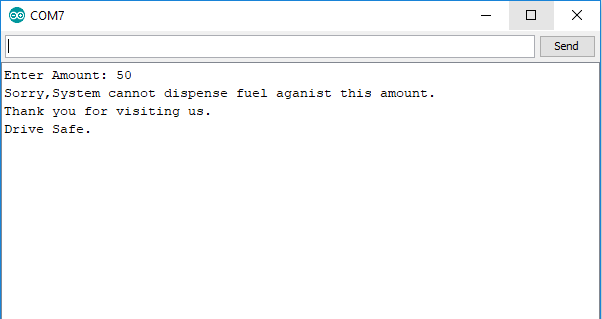 COM7
Send
Enter Amount: 50
Sorry,System cannot dispense fuel aganist this amount.
Thank you for visiting us.
Drive Safe.